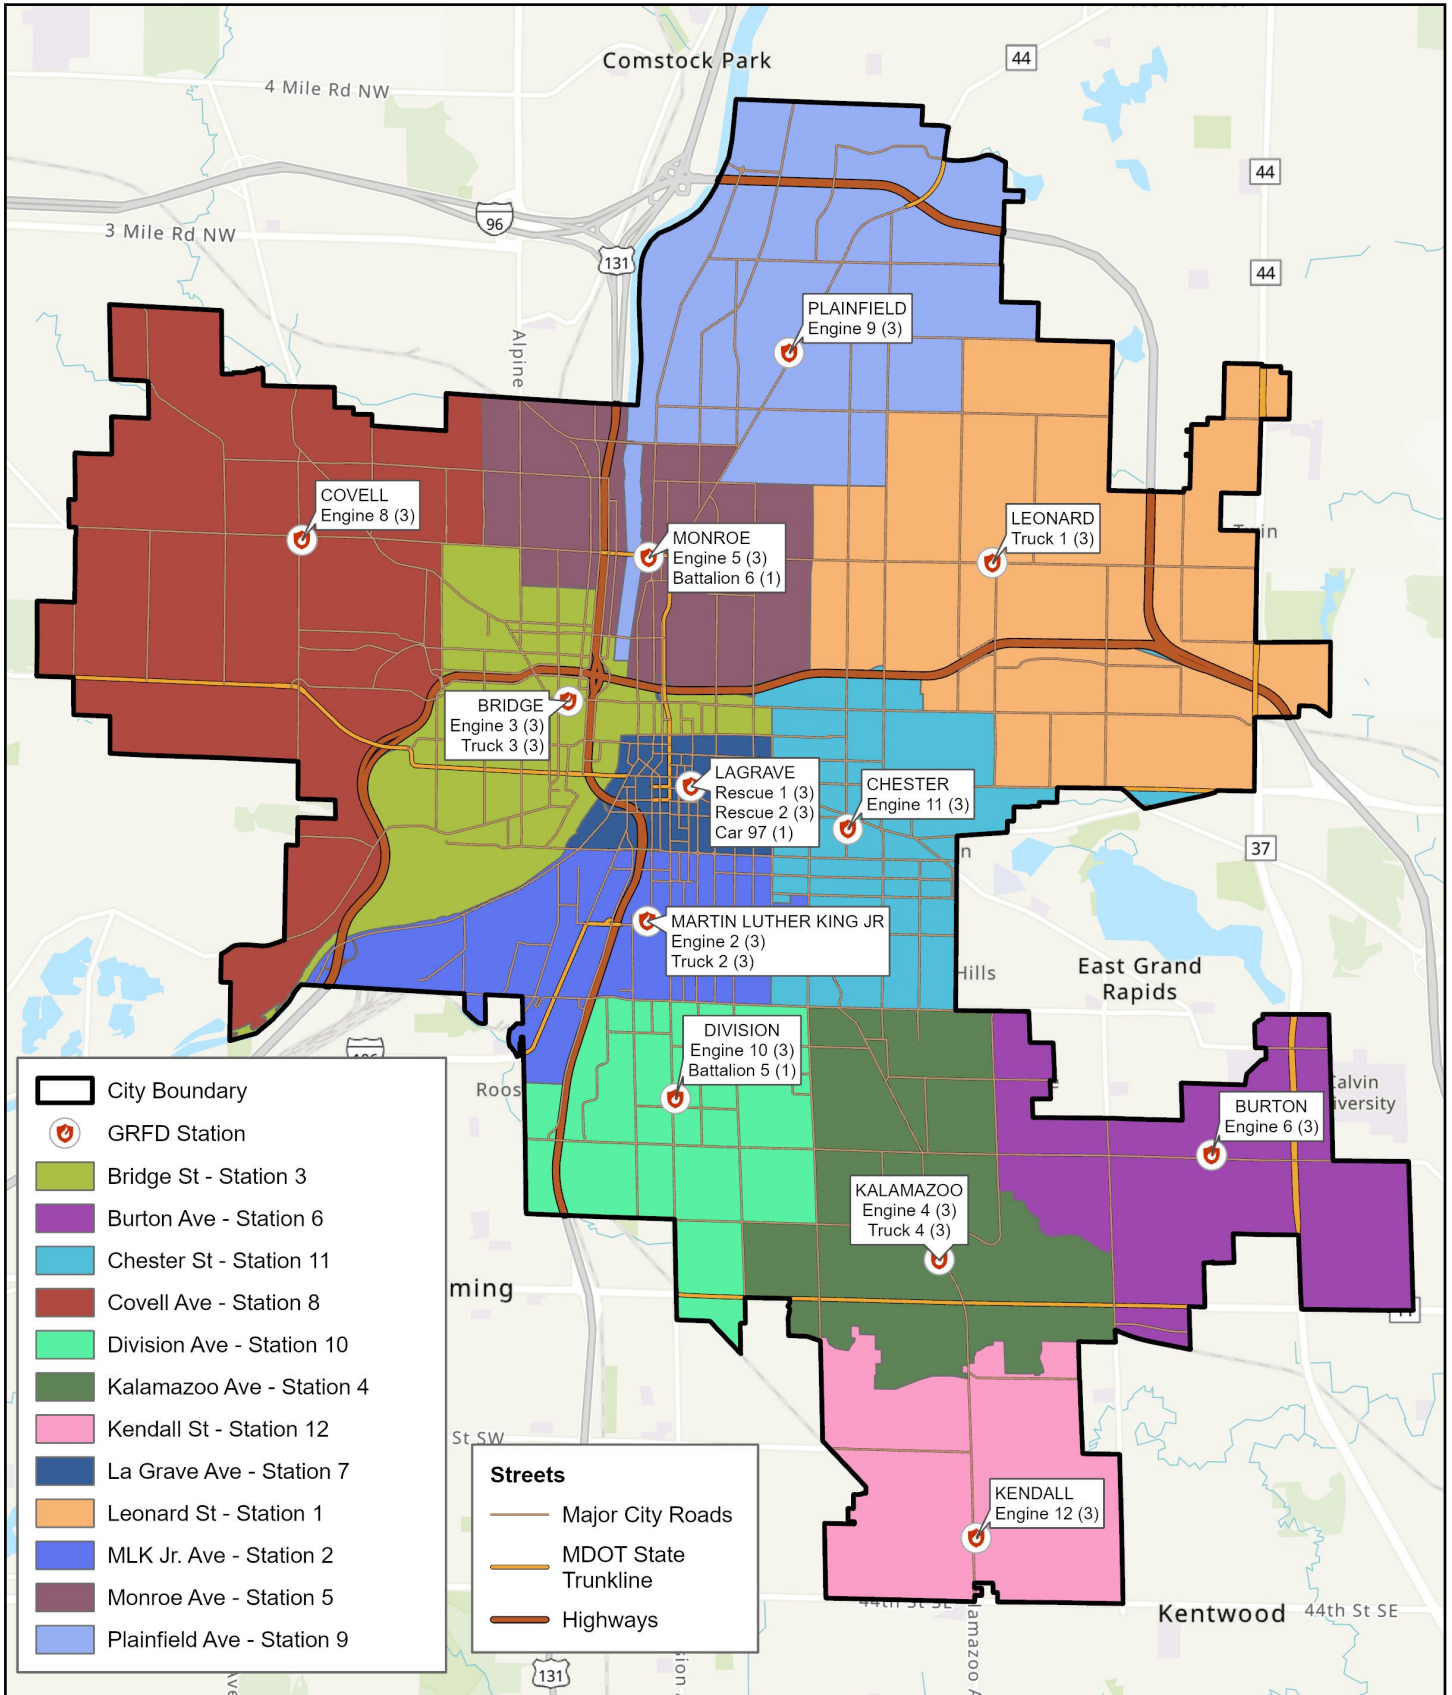 Comstock Park
44
4 Mile Rd NW
44
96
3 Mile Rd NW
131
44
PLAINFIELD
Engine 9 (3)
Alpine
COVELL
Engine 8 (3)
LEONARD
Truck 1 (3)
MONROE
Engine 5 (3)
Battalion 6 (1)
BRIDGE
Engine 3 (3)
Truck 3 (3)
LAGRAVE
Rescue 1 (3)
Rescue 2 (3)
Car 97 (1)
CHESTER
Engine 11 (3)
37
n
MARTIN LUTHER KING JR
Engine 2 (3)
Truck 2 (3)
Hills
East Grand
Rapids
DIVISION
Engine 10 (3)
Battalion 5 (1)
Roos
BURTON
Engine 6 (3)
KALAMAZOO
Engine 4 (3)
Truck 4 (3)
ming
St SW
KENDALL
Engine 12 (3)
44th St SE
Kentwood
44th St SE
131
City Boundary
GRFD Station
Bridge St - Station 3
Burton Ave - Station 6
Chester St - Station 11
Covell Ave - Station 8
Division Ave - Station 10
Kalamazoo Ave - Station 4
Kendall St - Station 12
La Grave Ave - Station 7
Leonard St - Station 1
MLK Jr. Ave - Station 2
Monroe Ave - Station 5
Plainfield Ave - Station 9
Streets
Major City Roads
MDOT State
Trunkline
Highways